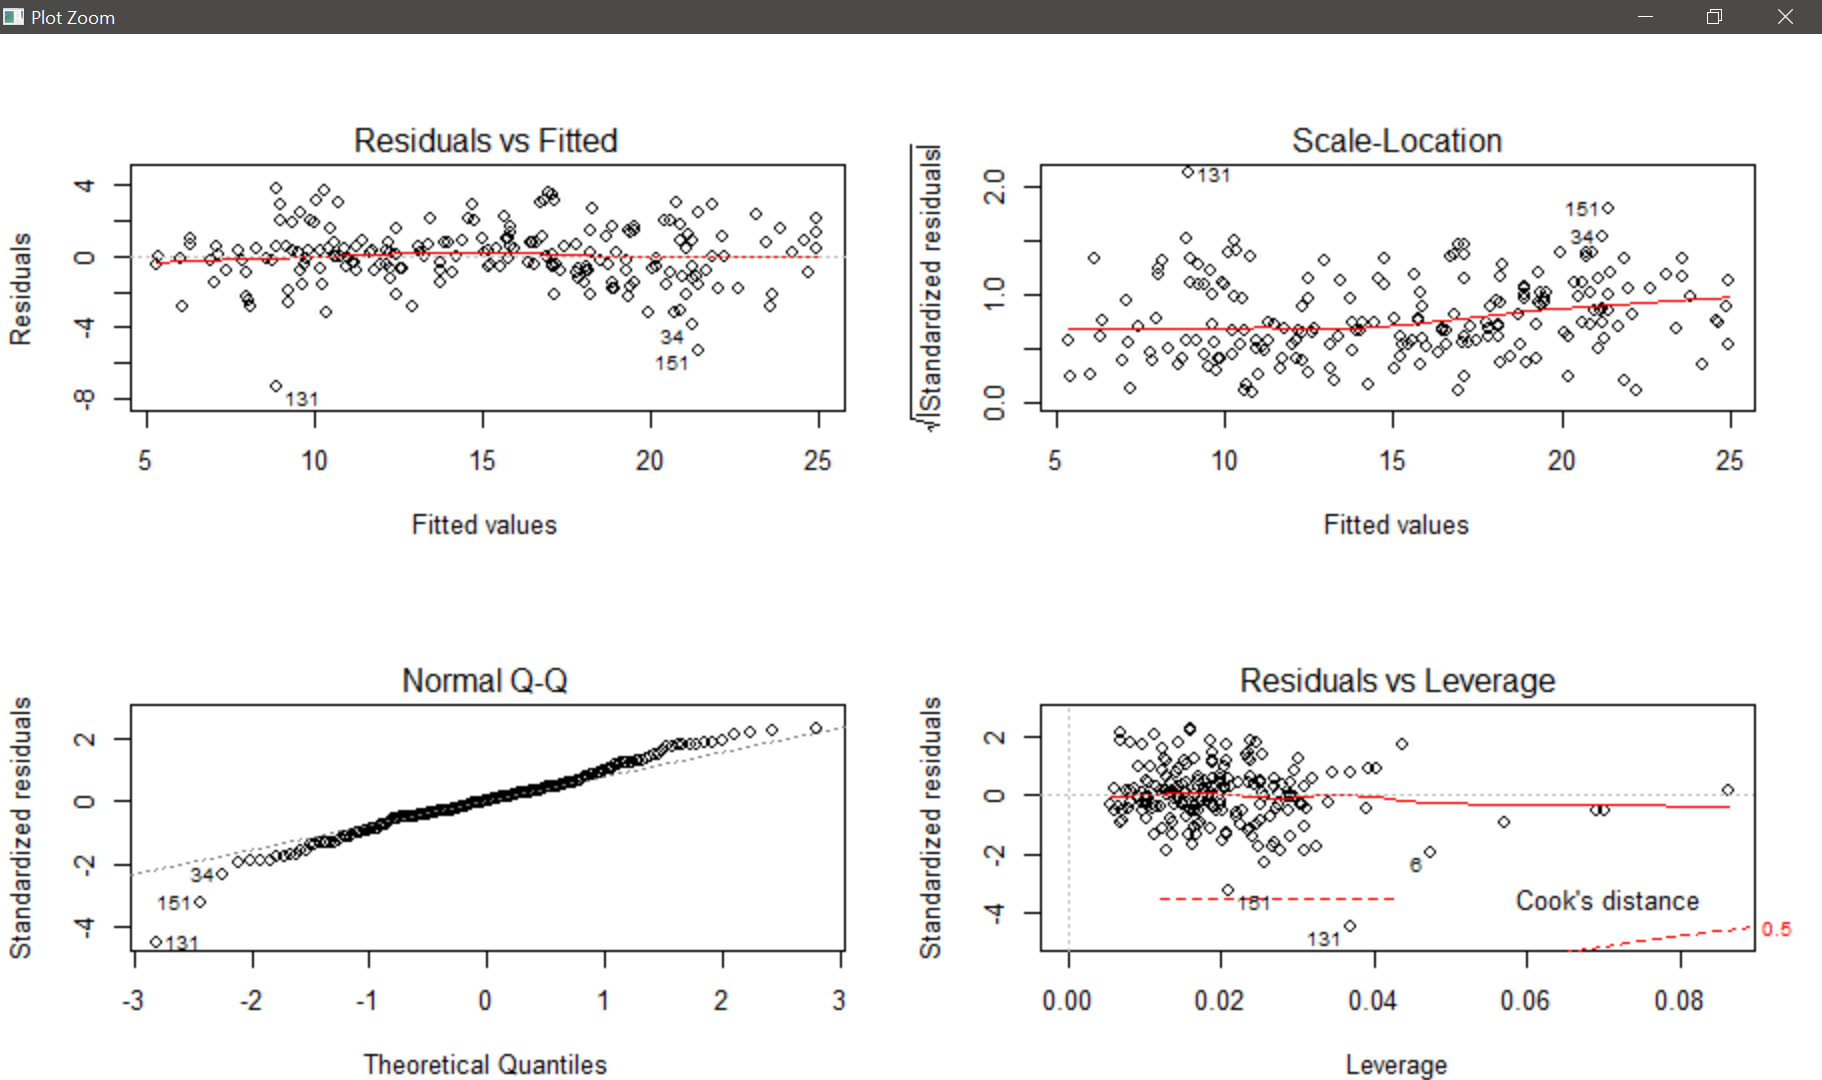 Plot Zoom
Residuals vs Fitted
Residuals
4
0
-4
-8
34
151
131
5 10 15 20 25
Fitted values
Scale-Location
√|Standardized residuals|
2.0
1.0
0.0
131
151
34
5 10 15 20 25
Fitted values
Normal Q-Q
Standardized residuals
2
0
-2
-4
34
151
131
-3 -2 -1 0 1 2 3
Theoretical Quantiles
Residuals vs Leverage
Standardized residuals
2
0
-2
-4
6
151
131
Cook's distance
0.5
0.00 0.02 0.04 0.06 0.08
Leverage